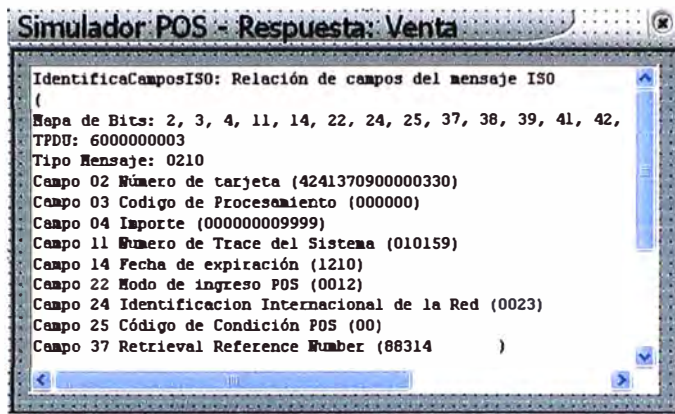 Simulador POS - Respuesta: Venta
IdentificaCamposISO: Relación de campos del mensaje ISO
(
Mapa de Bits: 2, 3, 4, 11, 14, 22, 24, 25, 37, 38, 39, 41, 42,
TPDU: 6000000003
Tipo Mensaje: 0210
Campo 02 Número de tarjeta (4241370900000330)
Campo 03 Codigo de Procesamiento (000000)
Campo 04 Importe (000000009999)
Campo 11 Numero de Trace del Sistema (010159)
Campo 14 Fecha de expiración (1210)
Campo 22 Modo de ingreso POS (0012)
Campo 24 Identificacion Internacional de la Red (0023)
Campo 25 Código de Condición POS (00)
Campo 37 Retrieval Reference Number (88314       )